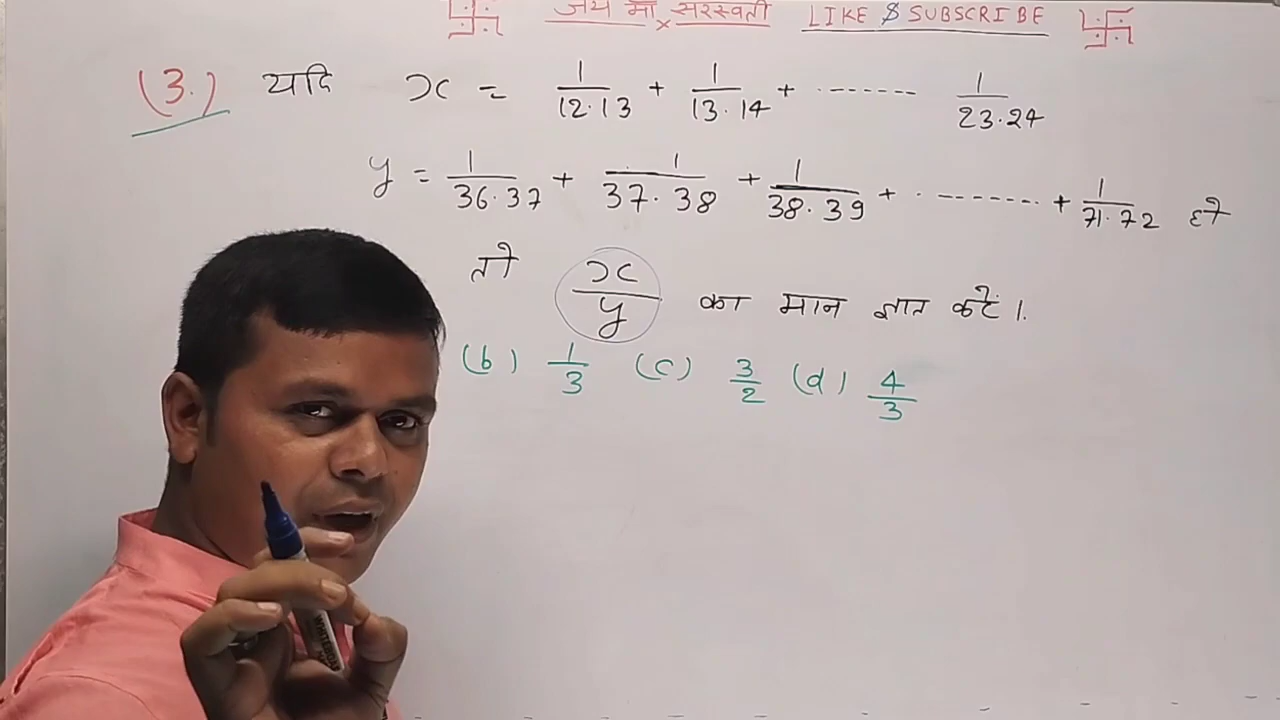 जय माँ सरस्वती LIKE $ SUBSCRIBE
(3.) यदि x = 1/12·13 + 1/13·14 + ------- 1/23·24
y = 1/36·37 + 1/37·38 + 1/38·39 + ------- + 1/71·72 हो
तो x/y का मान ज्ञात करें।
(b) 1/3 (c) 3/2 (d) 4/3